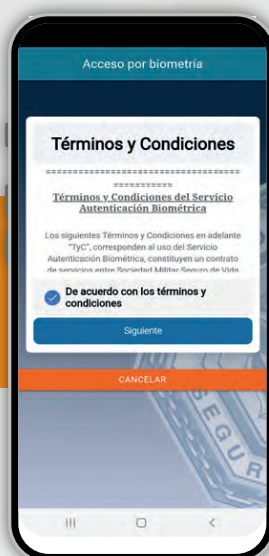 Acceso por biometría
Términos y Condiciones
==================================
===========
Términos y Condiciones del Servicio
Autenticación Biométrica
Los siguientes Términos y Condiciones en adelante
"TyC", corresponden al uso del Servicio
Autenticación Biométrica, constituyen un contrato
de servicios entre Sociedad Militar Seguro de Vida
De acuerdo con los términos y
condiciones
Siguiente
CANCELAR
SEGUR